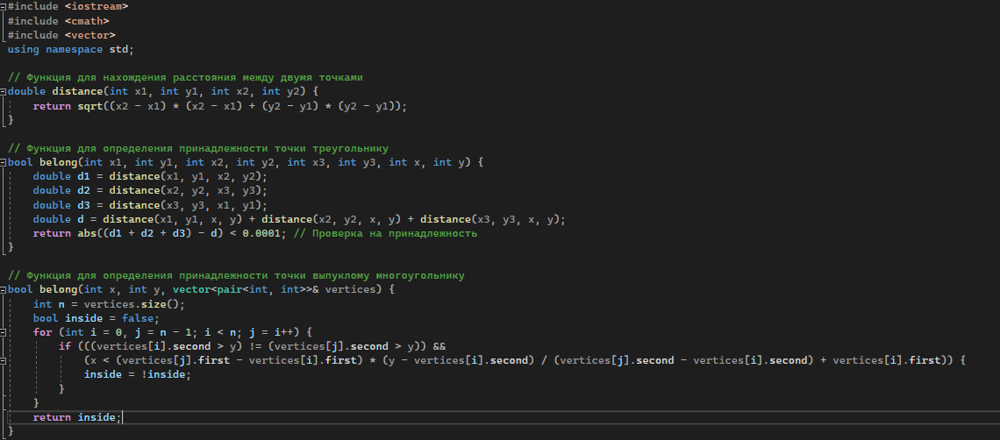 #include <iostream>
#include <cmath>
#include <vector>
using namespace std;
// Функция для нахождения расстояния между двумя точками
double distance(int x1, int y1, int x2, int y2) {
return sqrt((x2 - x1) * (x2 - x1) + (y2 - y1) * (y2 - y1));
}
// Функция для определения принадлежности точки треугольнику
bool belong(int x1, int y1, int x2, int y2, int x3, int y3, int x, int y) {
double d1 = distance(x1, y1, x2, y2);
double d2 = distance(x2, y2, x3, y3);
double d3 = distance(x3, y3, x1, y1);
double d = distance(x1, y1, x, y) + distance(x2, y2, x, y) + distance(x3, y3, x, y);
return abs((d1 + d2 + d3) - d) < 0.0001; // Проверка на принадлежность
}
// Функция для определения принадлежности точки выпуклому многоугольнику
bool belong(int x, int y, vector<pair<int, int>>& vertices) {
int n = vertices.size();
bool inside = false;
for (int i = 0, j = n - 1; i < n; j = i++) {
if (((vertices[i].second > y) != (vertices[j].second > y)) &&
(x < (vertices[j].first - vertices[i].first) * (y - vertices[i].second) / (vertices[j].second - vertices[i].second) + vertices[i].first)) {
inside = !inside;
}
}
return inside;
}